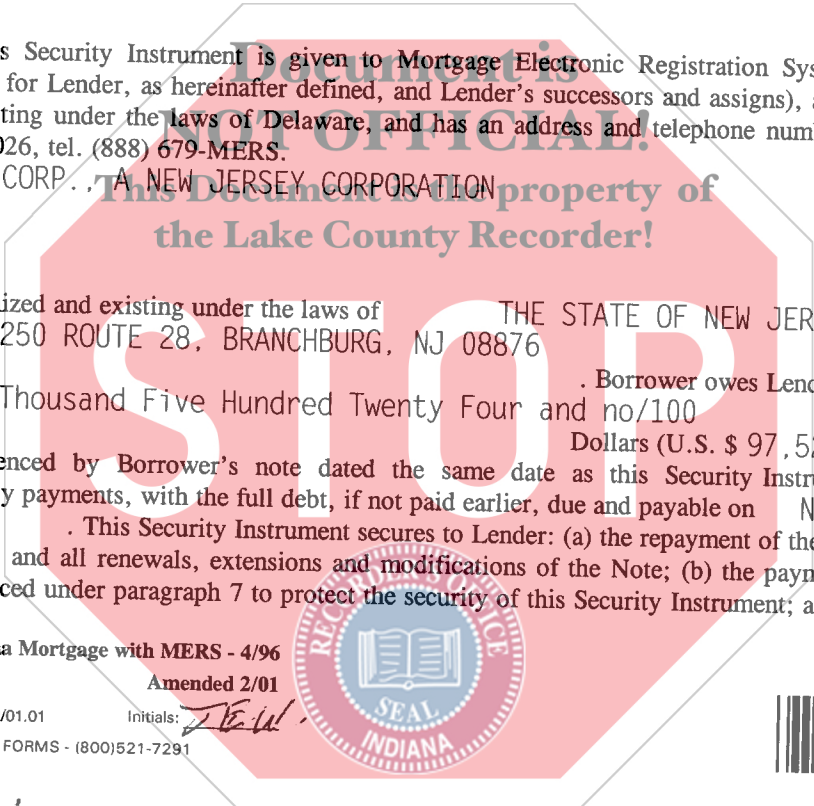 s Security Instrument is given to Mortgage Electronic Registration Sys
for Lender, as hereinafter defined, and Lender's successors and assigns), a
ting under the laws of Delaware, and has an address and telephone numb
026, tel. (888) 679-MERS.
CORP., A NEW JERSEY CORPORATION
Document is
NOT OFFICIAL!
This Document is the property of
the Lake County Recorder!
ized and existing under the laws of THE STATE OF NEW JER
250 ROUTE 28, BRANCHBURG, NJ 08876
. Borrower owes Lend
Thousand Five Hundred Twenty Four and no/100
Dollars (U.S. $ 97,52
STOP
enced by Borrower's note dated the same date as this Security Instru
y payments, with the full debt, if not paid earlier, due and payable on N
. This Security Instrument secures to Lender: (a) the repayment of the
and all renewals, extensions and modifications of the Note; (b) the paym
ced under paragraph 7 to protect the security of this Security Instrument; a
RECORDER'S OFFICE
SEAL
INDIANA
a Mortgage with MERS - 4/96
Amended 2/01
/01.01 Initials:
FORMS - (800)521-7291